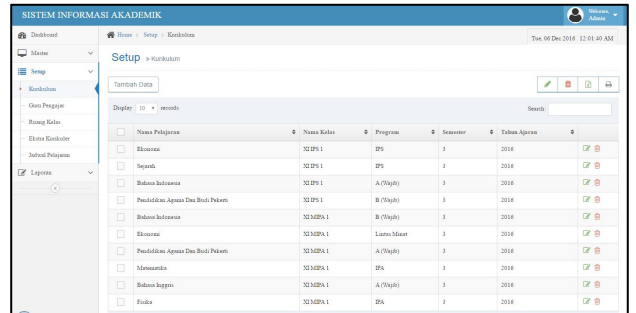 SISTEM INFORMASI AKADEMIK
Welcome, Admin
Dashboard
Master
Setup
Kurikulum
Guru Pengajar
Ruang Kelas
Ekstra Kurikuler
Jadwal Pelajaran
Laporan
Home > Setup > Kurikulum
Tue, 06 Dec 2016 12:01:40 AM
Setup » Kurikulum
Tambah Data
Display 10 records
Search:
Nama Pelajaran Nama Kelas Program Semester Tahun Ajaran
Ekonomi XI IPS 1 IPS 3 2016
Sejarah XI IPS 1 IPS 3 2016
Bahasa Indonesia XI IPS 1 A (Wajib) 3 2016
Pendidikan Agama Dan Budi Pekerti XI IPS 1 B (Wajib) 3 2016
Bahasa Indonesia XI MIPA 1 B (Wajib) 3 2016
Ekonomi XI MIPA 1 Lintas Minat 3 2016
Pendidikan Agama Dan Budi Pekerti XI MIPA 1 A (Wajib) 3 2016
Matematika XI MIPA 1 IPA 3 2016
Bahasa Inggris XI MIPA 1 A (Wajib) 3 2016
Fisika XI MIPA 1 IPA 3 2016